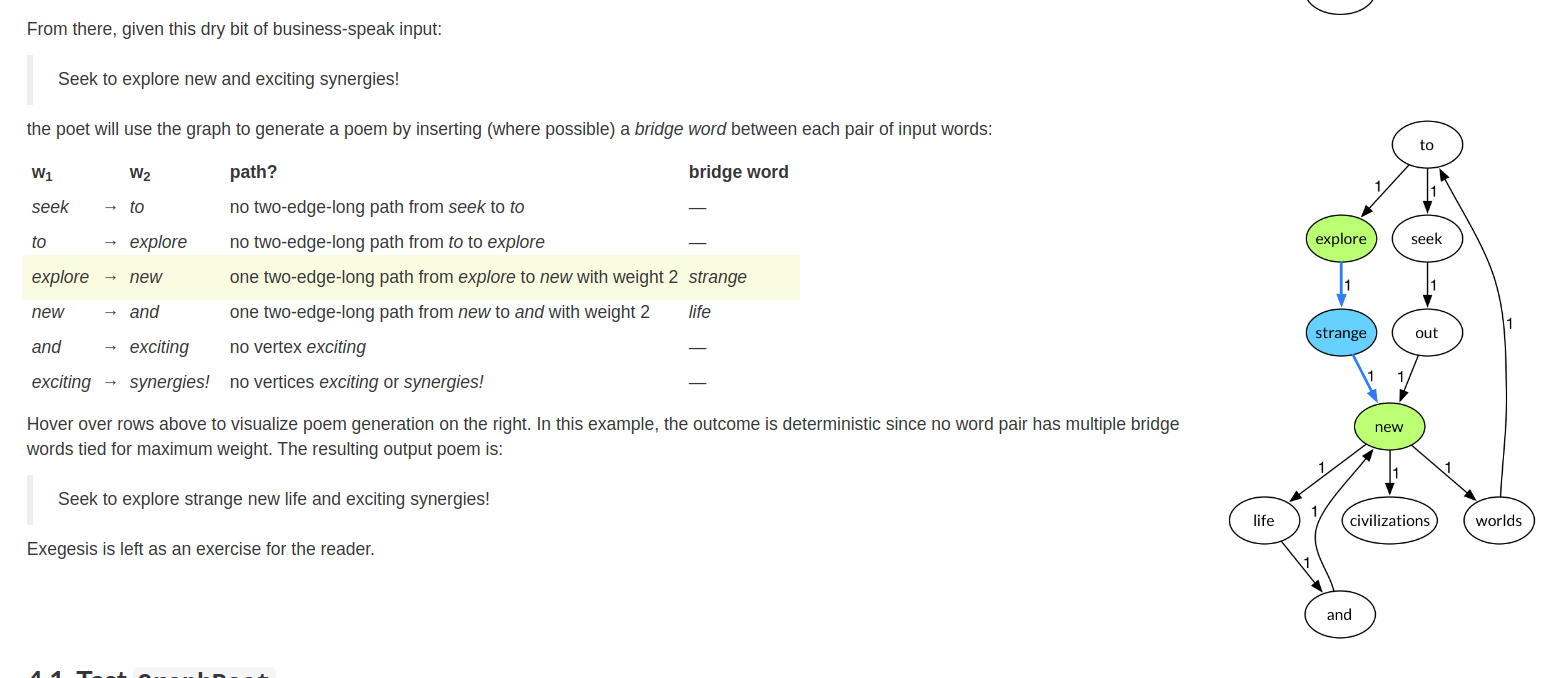 From there, given this dry bit of business-speak input:
Seek to explore new and exciting synergies!
the poet will use the graph to generate a poem by inserting (where possible) a bridge word between each pair of input words:
w1 w2 path? bridge word
seek → to no two-edge-long path from seek to to —
to → explore no two-edge-long path from to to explore —
explore → new one two-edge-long path from explore to new with weight 2 strange
new → and one two-edge-long path from new to and with weight 2 life
and → exciting no vertex exciting —
exciting → synergies! no vertices exciting or synergies! —
Hover over rows above to visualize poem generation on the right. In this example, the outcome is deterministic since no word pair has multiple bridge
words tied for maximum weight. The resulting output poem is:
Seek to explore strange new life and exciting synergies!
Exegesis is left as an exercise for the reader.
4.1. Test GraphPoet
to
1 1
explore seek
1 1
strange out
1
1 1
new
1 1 1
1
life civilizations worlds
1
and